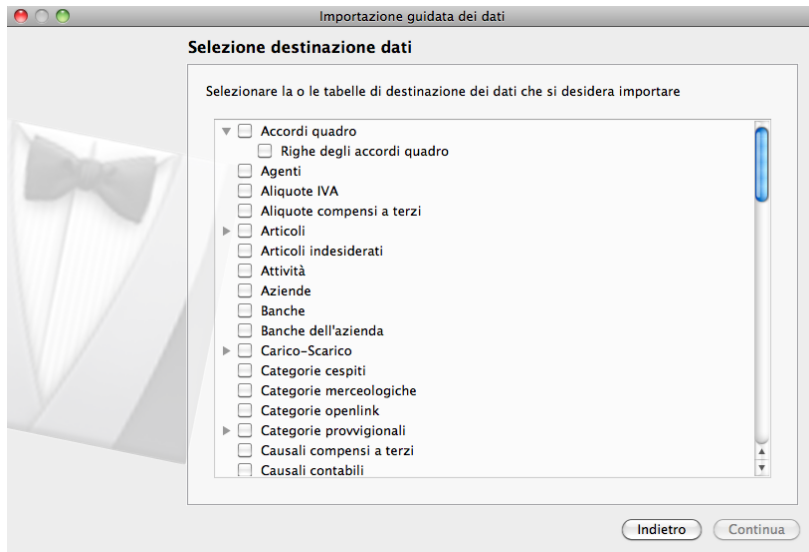 Importazione guidata dei dati
Selezione destinazione dati
Selezionare la o le tabelle di destinazione dei dati che si desidera importare
Accordi quadro
Righe degli accordi quadro
Agenti
Aliquote IVA
Aliquote compensi a terzi
Articoli
Articoli indesiderati
Attività
Aziende
Banche
Banche dell'azienda
Carico-Scarico
Categorie cespiti
Categorie merceologiche
Categorie openlink
Categorie provvigionali
Causali compensi a terzi
Causali contabili
Indietro
Continua